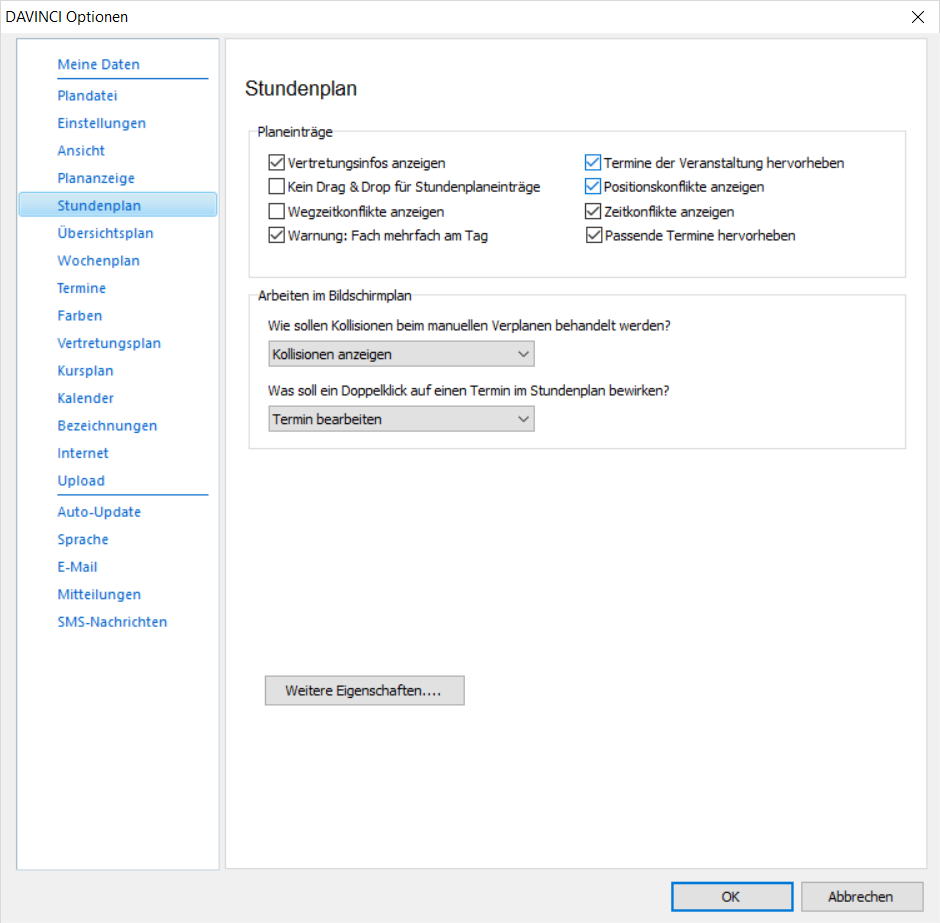 DAVINCI Optionen
Meine Daten
Plandatei
Einstellungen
Ansicht
Plananzeige
Stundenplan
Übersichtsplan
Wochenplan
Termine
Farben
Vertretungsplan
Kursplan
Kalender
Bezeichnungen
Internet
Upload
Auto-Update
Sprache
E-Mail
Mitteilungen
SMS-Nachrichten
Stundenplan
Planeinträge
Vertretungsinfos anzeigen
Kein Drag & Drop für Stundenplaneinträge
Wegzeitkonflikte anzeigen
Warnung: Fach mehrfach am Tag
Termine der Veranstaltung hervorheben
Positionskonflikte anzeigen
Zeitkonflikte anzeigen
Passende Termine hervorheben
Arbeiten im Bildschirmplan
Wie sollen Kollisionen beim manuellen Verplanen behandelt werden?
Kollisionen anzeigen
Was soll ein Doppelklick auf einen Termin im Stundenplan bewirken?
Termin bearbeiten
Weitere Eigenschaften....
OK
Abbrechen